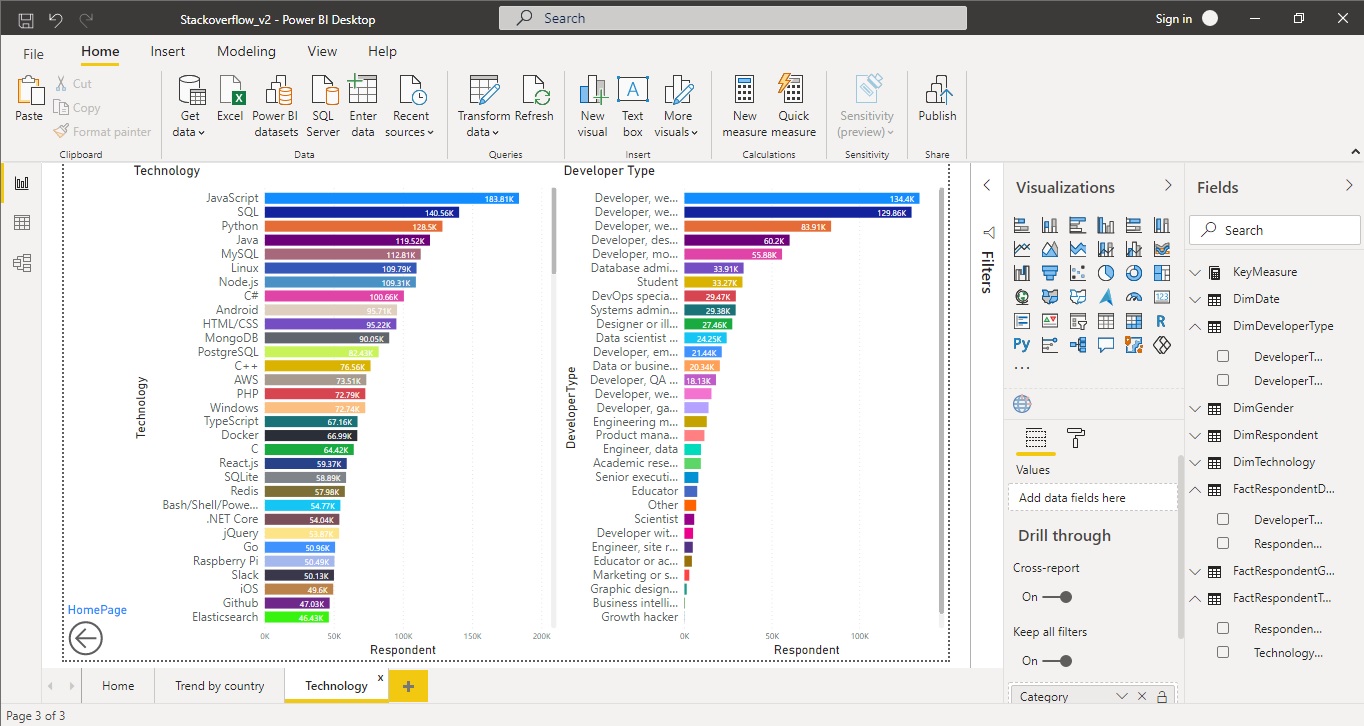 Stackoverflow_v2 - Power BI Desktop
Search
Sign in
File
Home
Insert
Modeling
View
Help
Paste
Cut
Copy
Format painter
Clipboard
Get data
Excel
Power BI datasets
SQL Server
Enter data
Recent sources
Data
Transform data
Refresh
Queries
New visual
Text box
More visuals
Insert
New measure
Quick measure
Calculations
Sensitivity (preview)
Sensitivity
Publish
Share
Technology
JavaScript 183.81K
SQL 140.56K
Python 128.5K
Java 119.52K
MySQL 112.81K
Linux 109.79K
Node.js 109.31K
C# 100.66K
Android 95.71K
HTML/CSS 95.22K
MongoDB 90.05K
PostgreSQL
C++ 76.56K
AWS 73.51K
PHP 72.79K
Windows 72.74K
TypeScript 67.16K
Docker 66.99K
C 64.42K
React.js 59.37K
SQLite 58.89K
Redis 57.98K
Bash/Shell/Powe... 54.77K
.NET Core 54.04K
jQuery
Go 50.96K
Raspberry Pi 50.49K
Slack 50.13K
iOS 49.6K
Github 47.03K
Elasticsearch 46.43K
0K 50K 100K 150K 200K
Respondent
Technology
HomePage
Developer Type
Developer, we... 134.4K
Developer, we... 129.86K
Developer, we... 83.91K
Developer, des... 60.2K
Developer, mo... 55.88K
Database admi... 33.91K
Student 33.27K
DevOps specia... 29.47K
Systems admin... 29.38K
Designer or ill... 27.46K
Data scientist ... 24.25K
Developer, em... 21.44K
Data or busine... 20.34K
Developer, QA ... 18.13K
Developer, we...
Developer, ga...
Engineering m...
Product mana...
Engineer, data
Academic rese...
Senior executi...
Educator
Other
Scientist
Developer wit...
Engineer, site r...
Educator or ac...
Marketing or s...
Graphic design...
Business intelli...
Growth hacker
0K 50K 100K
Respondent
DeveloperType
Filters
Visualizations
R
Py
123
...
Values
Add data fields here
Drill through
Cross-report
On
Keep all filters
On
Category
Fields
Search
KeyMeasure
DimDate
DimDeveloperType
DeveloperT...
DeveloperT...
DimGender
DimRespondent
DimTechnology
FactRespondentD...
DeveloperT...
Responden...
FactRespondentG...
FactRespondentT...
Responden...
Technology...
Home
Trend by country
Technology
x
Page 3 of 3